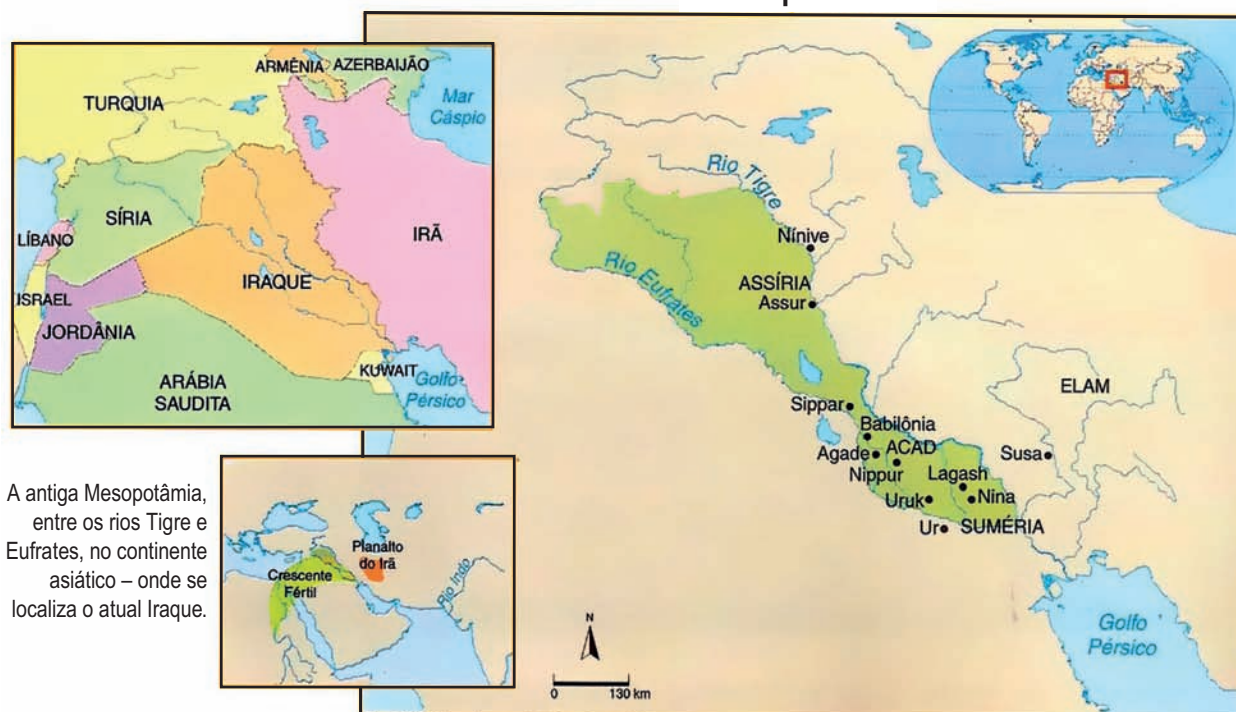 ARMÊNIA
AZERBAIJÃO
TURQUIA
Mar
Cáspio
SÍRIA
LÍBANO
IRÃ
IRAQUE
ISRAEL
JORDÂNIA
KUWAIT
ARÁBIA
SAUDITA
Golfo
Pérsico
A antiga Mesopotâmia,
entre os rios Tigre e
Eufrates, no continente
asiático – onde se
localiza o atual Iraque.
Planalto
do Irã
Crescente
Fértil
Rio Indo
Rio Tigre
Nínive
Rio Eufrates
ASSÍRIA
Assur
ELAM
Sippar
Babilônia
Agade
ACAD
Nippur
Susa
Lagash
Uruk
Nina
Ur
SUMÉRIA
N
0 130 km
Golfo
Pérsico